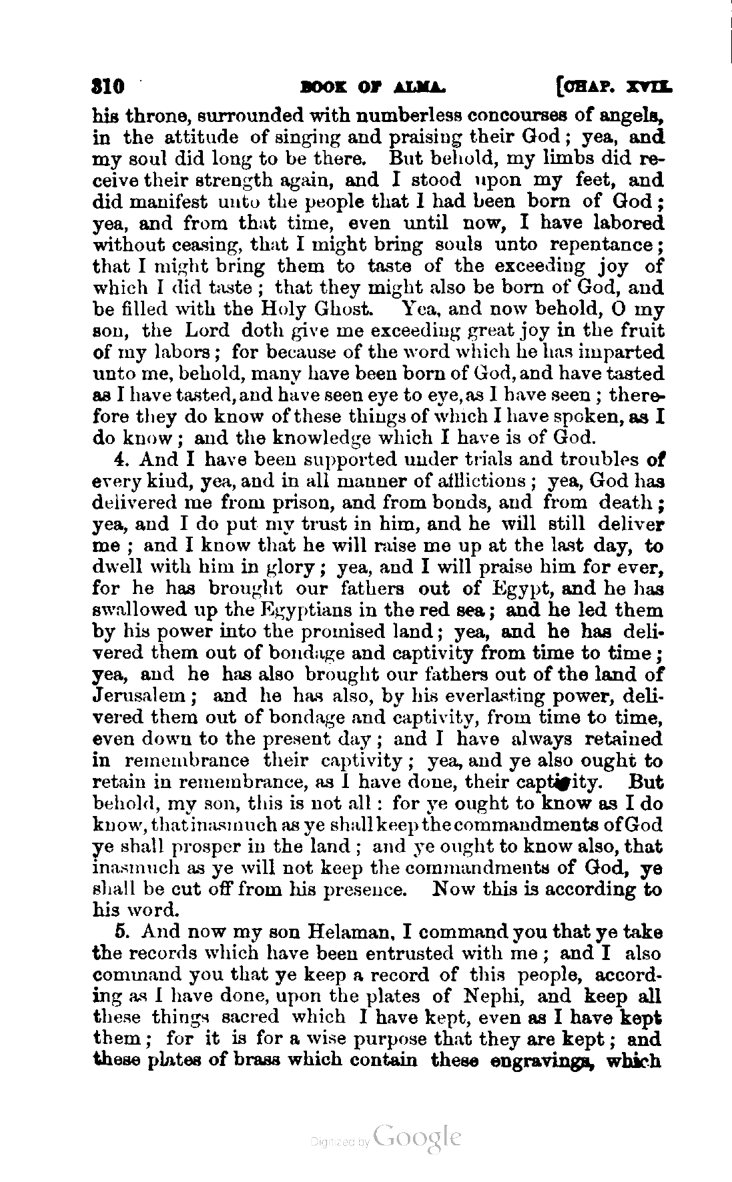 310 BOOK OF ALMA. [CHAP. XVII.
his throne, surrounded with numberless concourses of angels,
in the attitude of singing and praising their God; yea, and
my soul did long to be there. But behold, my limbs did re-
ceive their strength again, and I stood upon my feet, and
did manifest unto the people that I had been born of God;
yea, and from that time, even until now, I have labored
without ceasing, that I might bring souls unto repentance;
that I might bring them to taste of the exceeding joy of
which I did taste; that they might also be born of God, and
be filled with the Holy Ghost. Yea, and now behold, O my
son, the Lord doth give me exceeding great joy in the fruit
of my labors; for because of the word which he has imparted
unto me, behold, many have been born of God, and have tasted
as I have tasted, and have seen eye to eye, as I have seen; there-
fore they do know of these things of which I have spoken, as I
do know; and the knowledge which I have is of God.
4. And I have been supported under trials and troubles of
every kind, yea, and in all manner of afflictions; yea, God has
delivered me from prison, and from bonds, and from death;
yea, and I do put my trust in him, and he will still deliver
me; and I know that he will raise me up at the last day, to
dwell with him in glory; yea, and I will praise him for ever,
for he has brought our fathers out of Egypt, and he has
swallowed up the Egyptians in the red sea; and he led them
by his power into the promised land; yea, and he has deli-
vered them out of bondage and captivity from time to time;
yea, and he has also brought our fathers out of the land of
Jerusalem; and he has also, by his everlasting power, deli-
vered them out of bondage and captivity, from time to time,
even down to the present day; and I have always retained
in remembrance their captivity; yea, and ye also ought to
retain in remembrance, as I have done, their captivity. But
behold, my son, this is not all: for ye ought to know as I do
know, that inasmuch as ye shall keep the commandments of God
ye shall prosper in the land; and ye ought to know also, that
inasmuch as ye will not keep the commandments of God, ye
shall be cut off from his presence. Now this is according to
his word.
5. And now my son Helaman, I command you that ye take
the records which have been entrusted with me; and I also
command you that ye keep a record of this people, accord-
ing as I have done, upon the plates of Nephi, and keep all
these things sacred which I have kept, even as I have kept
them; for it is for a wise purpose that they are kept; and
these plates of brass which contain these engravings, which
Digitized by Google